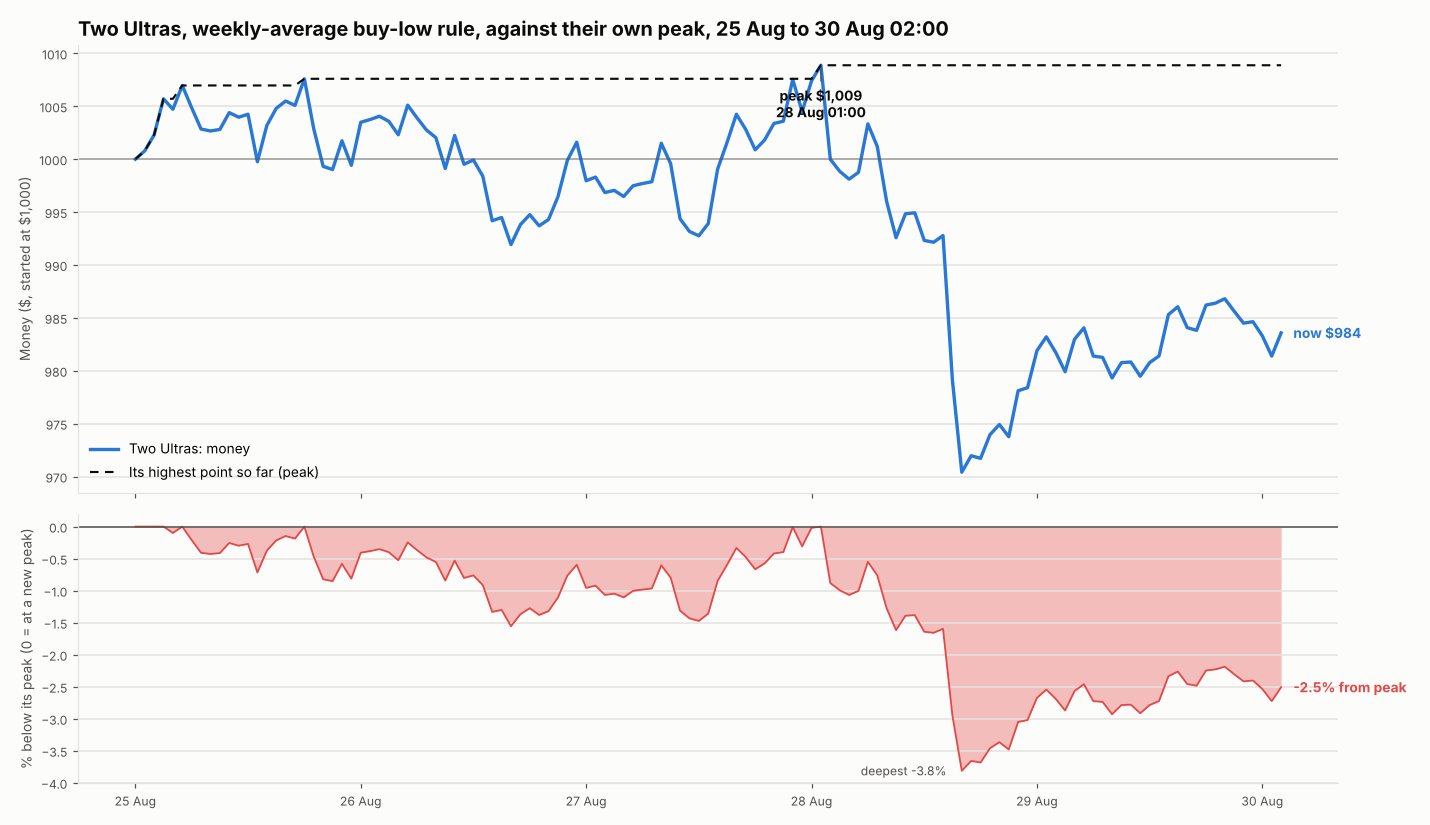 Two Ultras, weekly-average buy-low rule, against their own peak, 25 Aug to 30 Aug 02:00
Money ($, started at $1,000)
1010
1005
1000
995
990
985
980
975
970
peak $1,009
28 Aug 01:00
now $984
Two Ultras: money
Its highest point so far (peak)
% below its peak (0 = at a new peak)
0.0
−0.5
−1.0
−1.5
−2.0
−2.5
−3.0
−3.5
−4.0
-2.5% from peak
deepest -3.8%
25 Aug
26 Aug
27 Aug
28 Aug
29 Aug
30 Aug